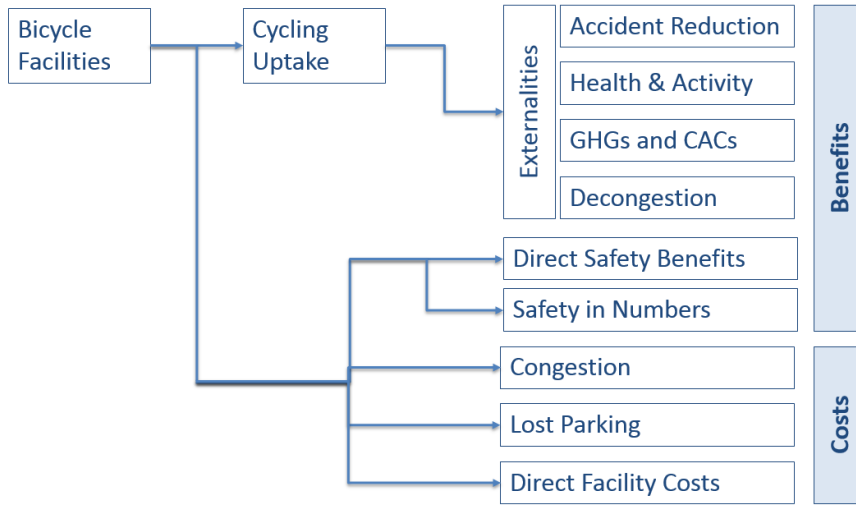 Bicycle
Facilities
Cycling
Uptake
Externalities
Accident Reduction
Health & Activity
GHGs and CACs
Decongestion
Direct Safety Benefits
Safety in Numbers
Benefits
Congestion
Lost Parking
Direct Facility Costs
Costs